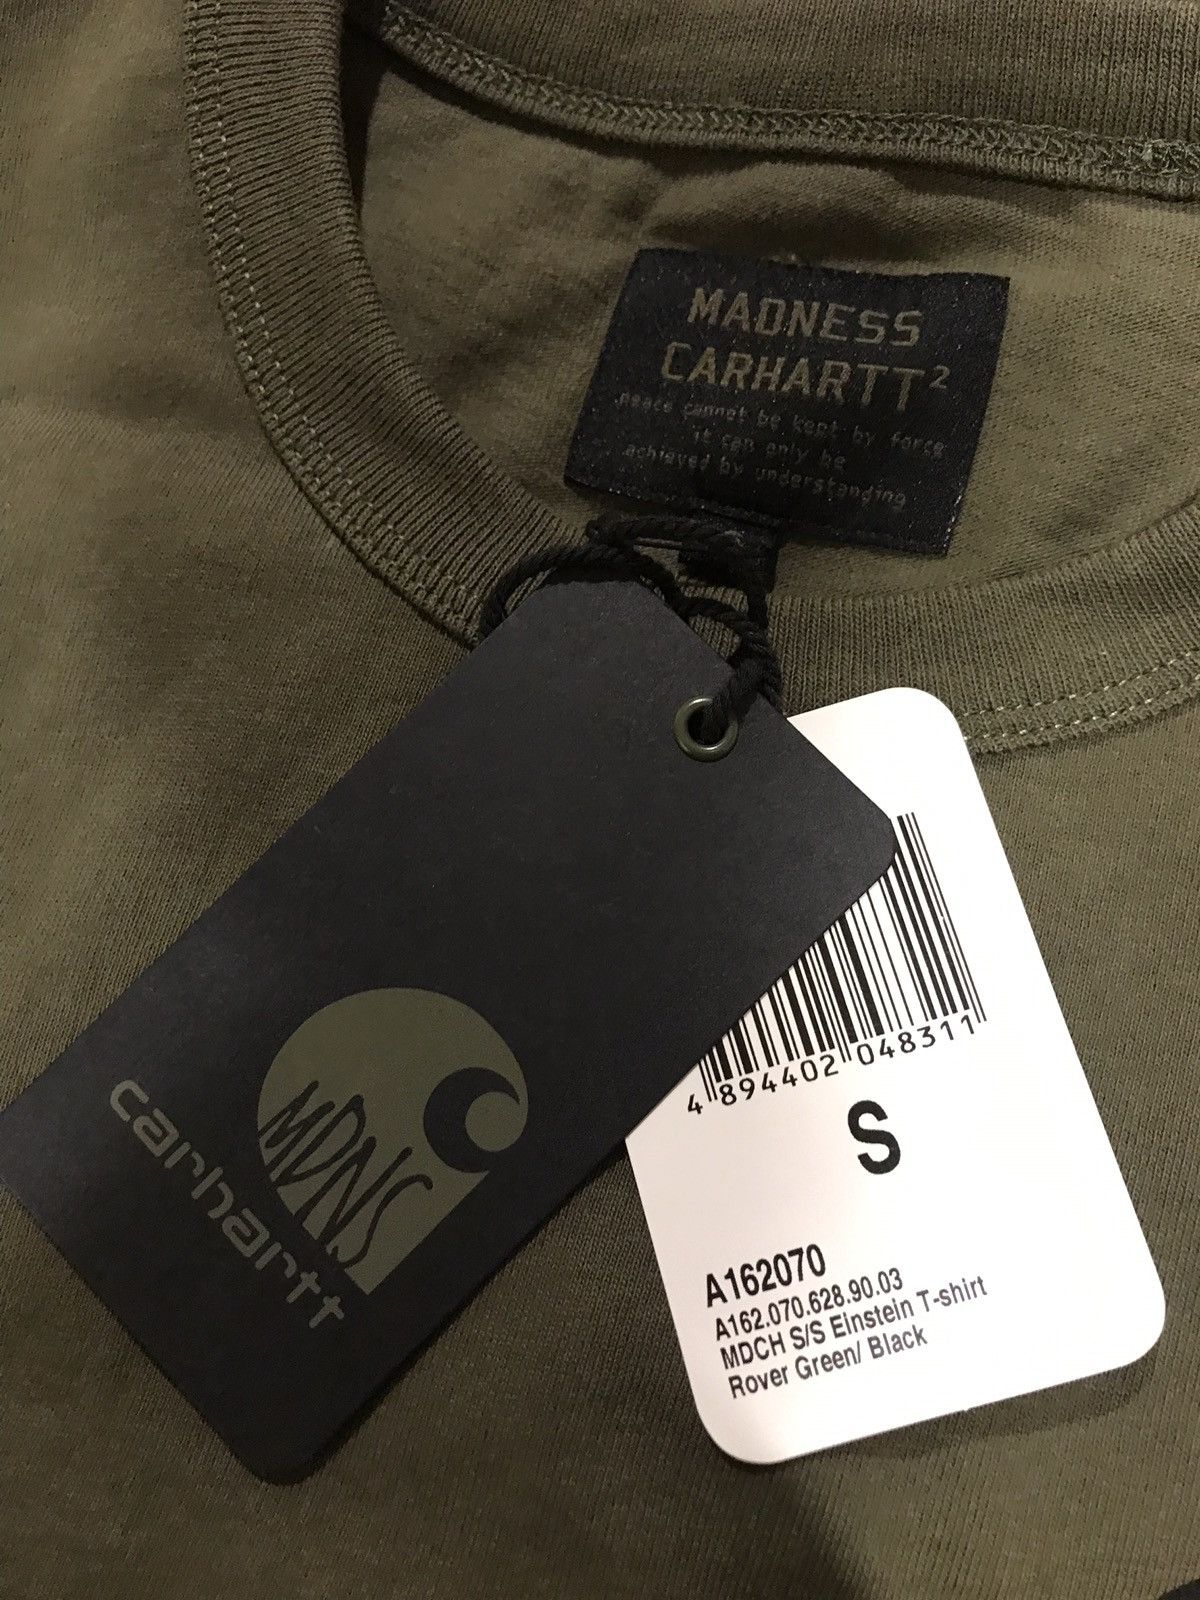 MADNESS
CARHARTT²
peace cannot be kept by force
it can only be
achieved by understanding
MDNS
carhartt
4 894402 048311
S
A162070
A162.070.628.90.03
MDCH S/S Einstein T-shirt
Rover Green/ Black